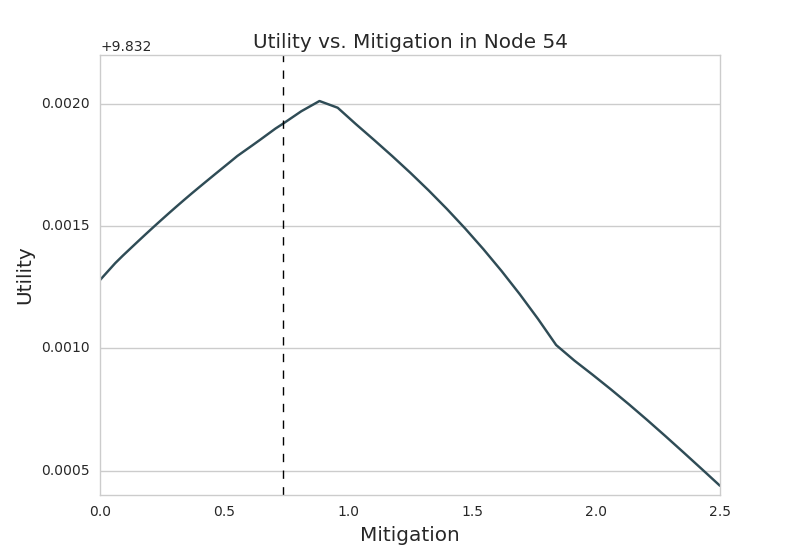 Utility vs. Mitigation in Node 54
+9.832
0.0020
0.0015
0.0010
0.0005
Utility
0.0 0.5 1.0 1.5 2.0 2.5
Mitigation